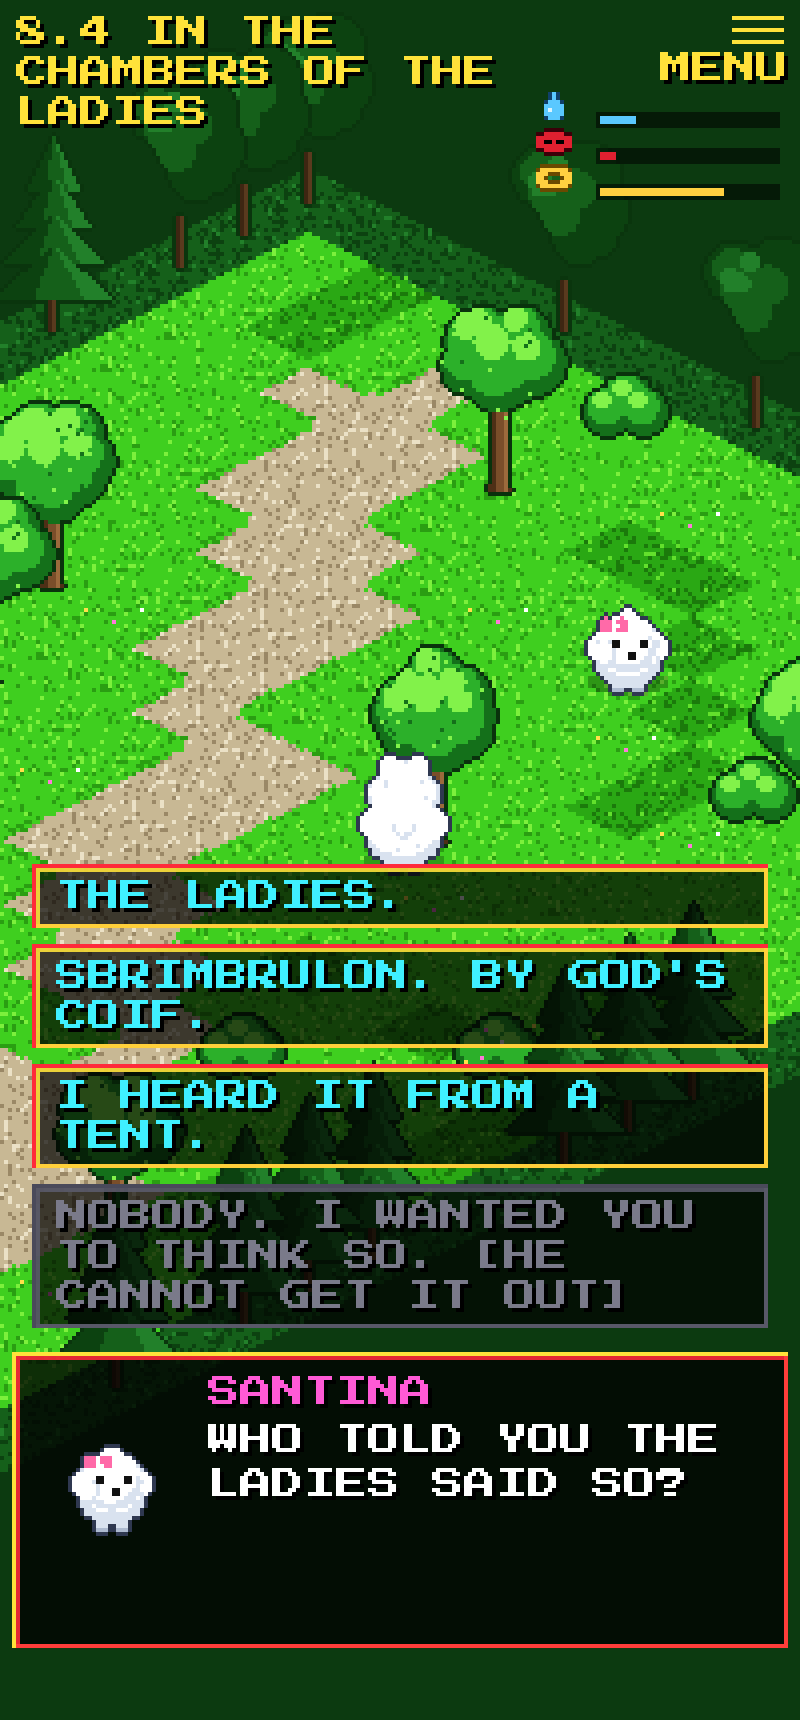 8.4 IN THE
CHAMBERS OF THE
LADIES
MENU
THE LADIES.
SBRIMBRULON. BY GOD'S
COIF.
I HEARD IT FROM A
TENT.
NOBODY. I WANTED YOU
TO THINK SO. [HE
CANNOT GET IT OUT]
SANTINA
WHO TOLD YOU THE
LADIES SAID SO?